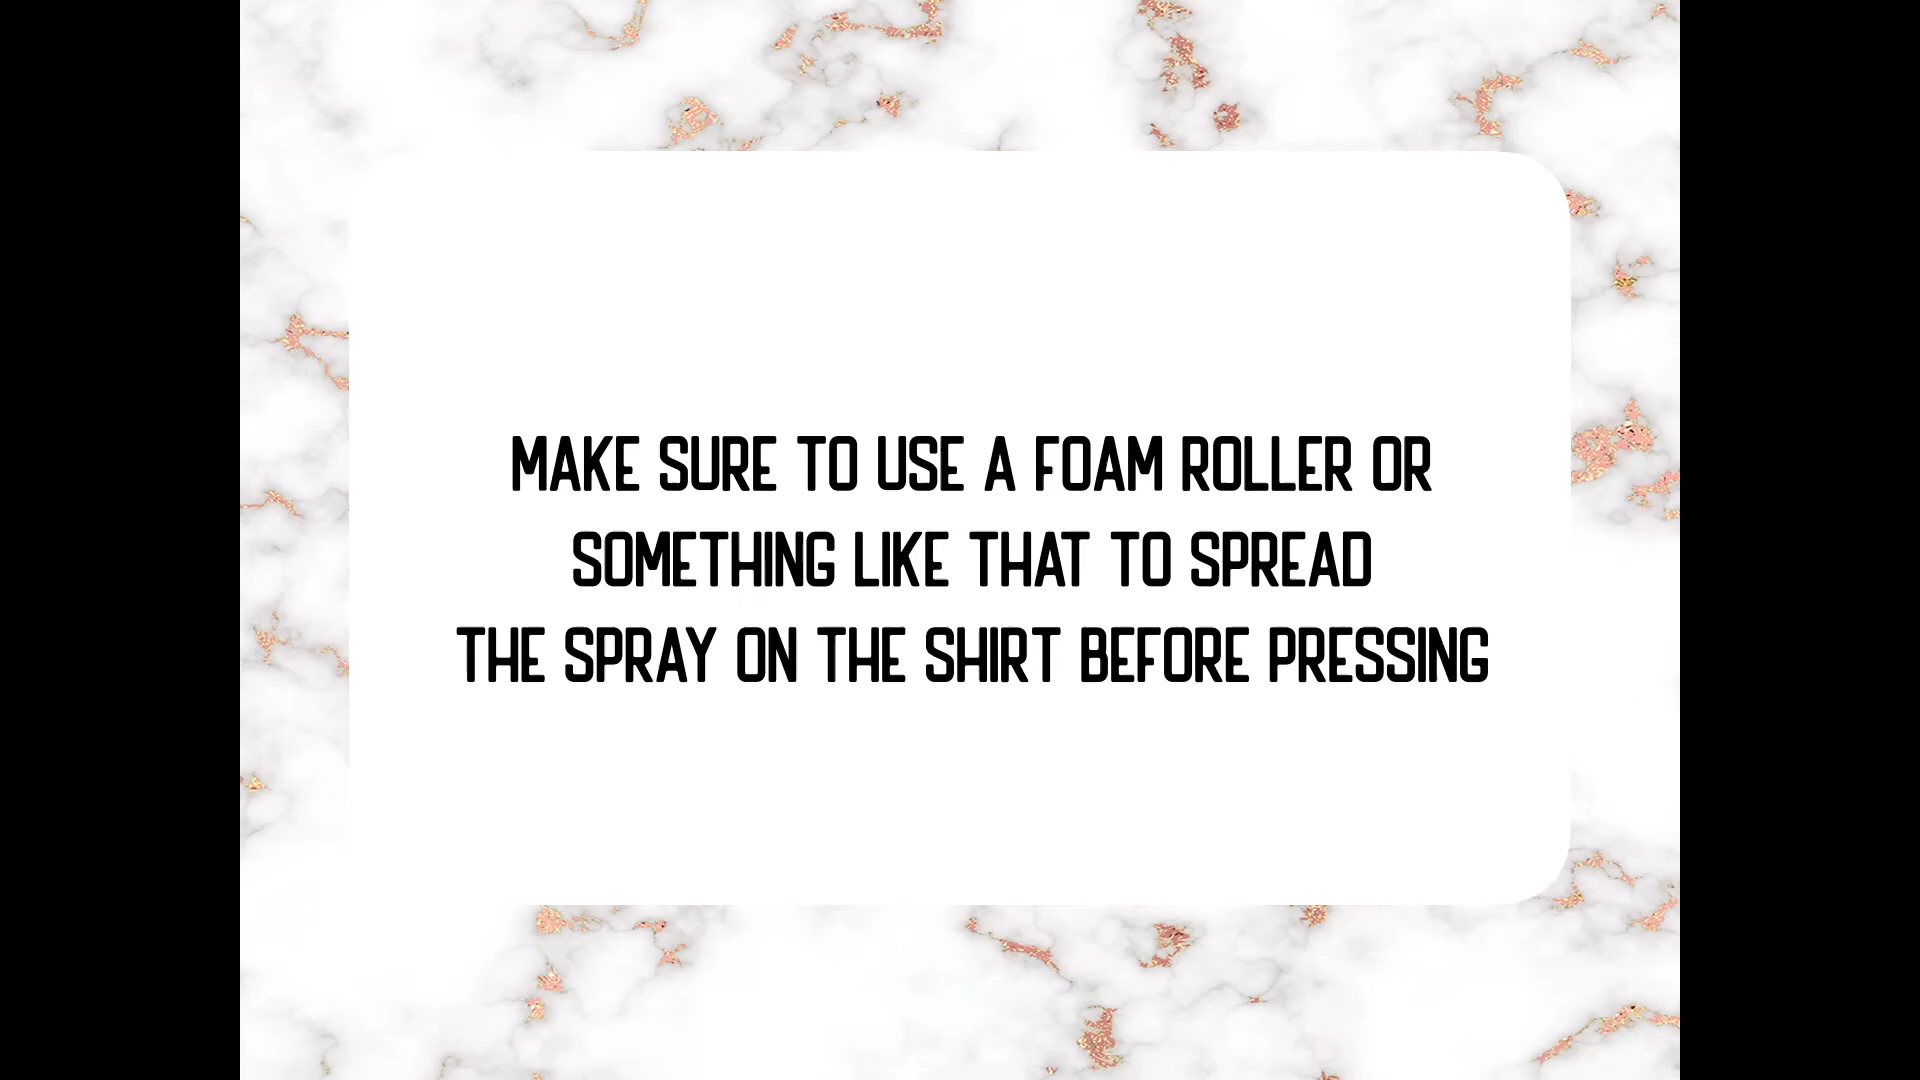 MAKE SURE TO USE A FOAM ROLLER OR
SOMETHING LIKE THAT TO SPREAD
THE SPRAY ON THE SHIRT BEFORE PRESSING